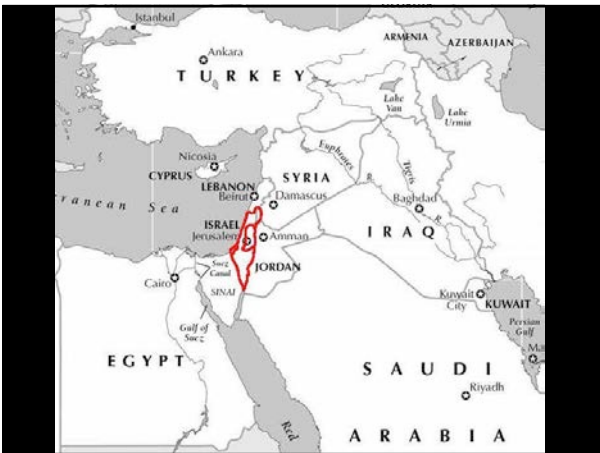 Istanbul
Ankara
ARMENIA
AZERBAIJAN
TURKEY
Lake
Van
Lake
Urmia
Nicosia
CYPRUS
Euphrates
R.
Tigris
R.
SYRIA
LEBANON
Beirut
Damascus
Baghdad
ranean Sea
ISRAEL
Jerusalem
Amman
IRAQ
Suez
Canal
JORDAN
Cairo
SINAI
Kuwait
City
KUWAIT
Persian
Gulf
Gulf of
Suez
EGYPT
SAUDI
Ma
Riyadh
Red
ARABIA